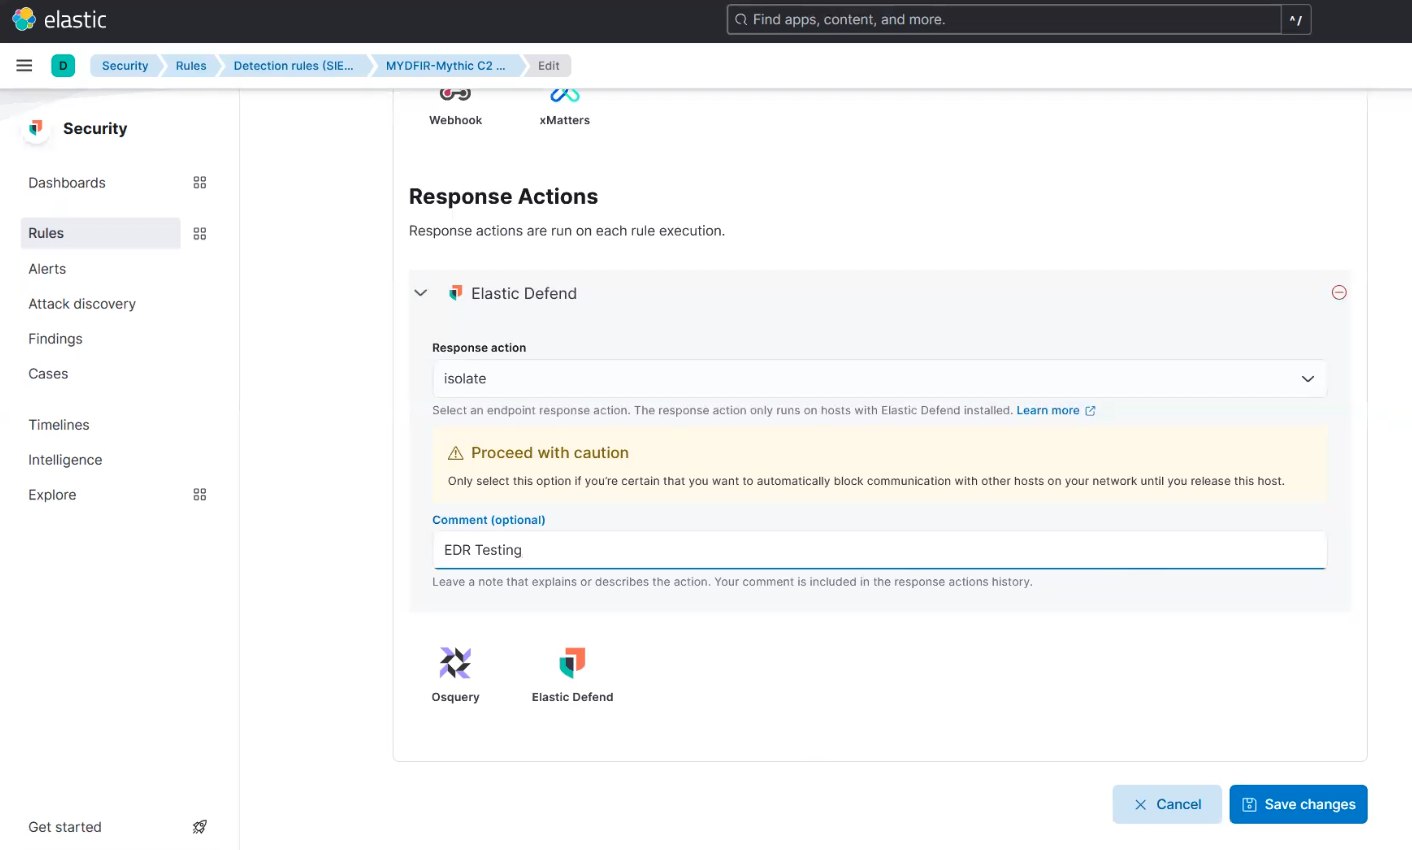 elastic
Find apps, content, and more.
^/
D
Security
Rules
Detection rules (SIE...
MYDFIR-Mythic C2 ...
Edit
Security
Dashboards
Rules
Alerts
Attack discovery
Findings
Cases
Timelines
Intelligence
Explore
Get started
Webhook
xMatters
Response Actions
Response actions are run on each rule execution.
Elastic Defend
Response action
isolate
Select an endpoint response action. The response action only runs on hosts with Elastic Defend installed. Learn more
Proceed with caution
Only select this option if you're certain that you want to automatically block communication with other hosts on your network until you release this host.
Comment (optional)
EDR Testing
Leave a note that explains or describes the action. Your comment is included in the response actions history.
Osquery
Elastic Defend
Cancel
Save changes